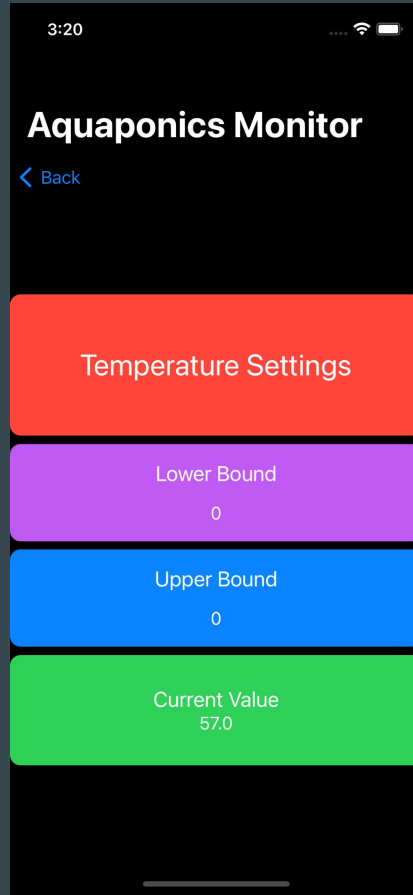 3:20
Aquaponics Monitor
Back
Temperature Settings
Lower Bound
0
Upper Bound
0
Current Value
57.0